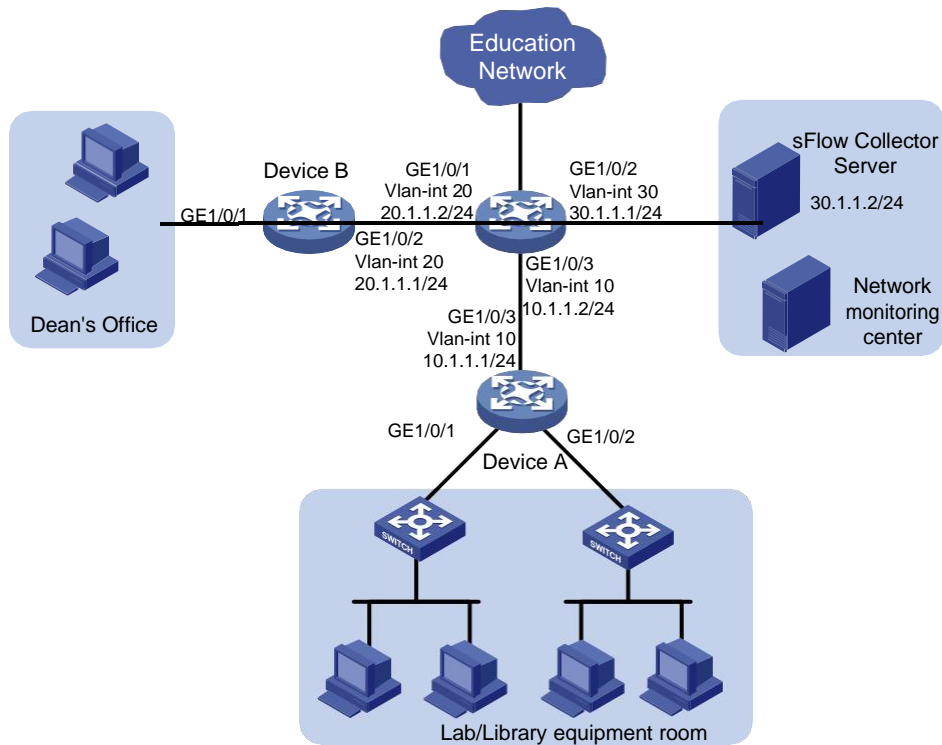 Education
Network
Dean's Office
GE1/0/1
Device B
GE1/0/2
Vlan-int 20
20.1.1.1/24
GE1/0/1
Vlan-int 20
20.1.1.2/24
GE1/0/2
Vlan-int 30
30.1.1.1/24
sFlow Collector
Server
30.1.1.2/24
Network
monitoring
center
GE1/0/3
Vlan-int 10
10.1.1.2/24
GE1/0/3
Vlan-int 10
10.1.1.1/24
GE1/0/1
GE1/0/2
Device A
SWITCH
SWITCH
Lab/Library equipment room